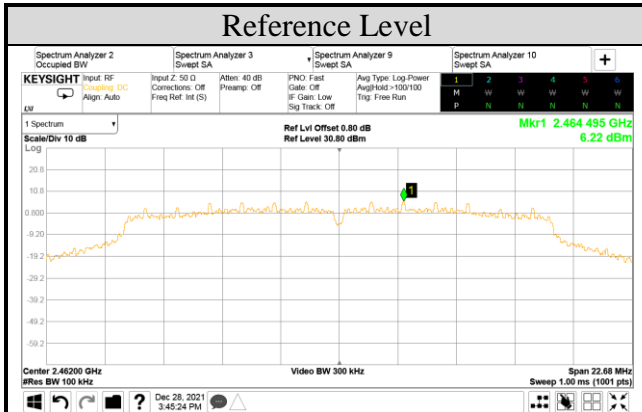 Reference Level
Spectrum Analyzer 2 Occupied BW
Spectrum Analyzer 3 Swept SA
Spectrum Analyzer 9 Swept SA
Spectrum Analyzer 10 Swept SA
+
KEYSIGHT
Input: RF
Coupling: DC
Align: Auto
Input Z: 50 Ω
Corrections: Off
Freq Ref: Int (S)
Atten: 40 dB
Preamp: Off
PNO: Fast
Gate: Off
IF Gain: Low
Sig Track: Off
Avg Type: Log-Power
Avg|Hold:>100/100
Trig: Free Run
1 2 3 4 5 6
M W W W W W
P N N N N N
LXI
1 Spectrum
Scale/Div 10 dB
Ref Lvl Offset 0.80 dB
Ref Level 30.80 dBm
Mkr1 2.464 495 GHz
6.22 dBm
Log
20.8
10.8
1
0.800
-9.20
-19.2
-29.2
-39.2
-49.2
-59.2
Center 2.46200 GHz
Video BW 300 kHz
Span 22.68 MHz
#Res BW 100 kHz
Sweep 1.00 ms (1001 pts)
?
Dec 28, 2021
3:45:24 PM